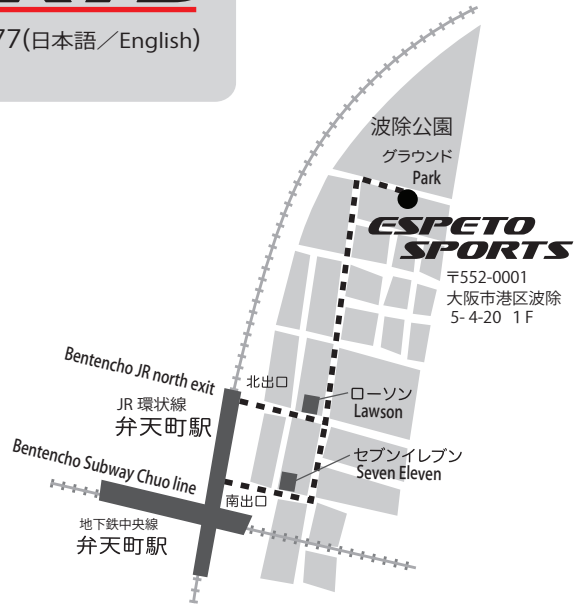 77(日本語／English)
波除公園
グラウンド
Park
ESPETO
SPORTS
〒552-0001
大阪市港区波除
5-4-20 1F
Bentencho JR north exit
北出口
JR 環状線
弁天町駅
ローソン
Lawson
Bentencho Subway Chuo line
セブンイレブン
Seven Eleven
南出口
地下鉄中央線
弁天町駅